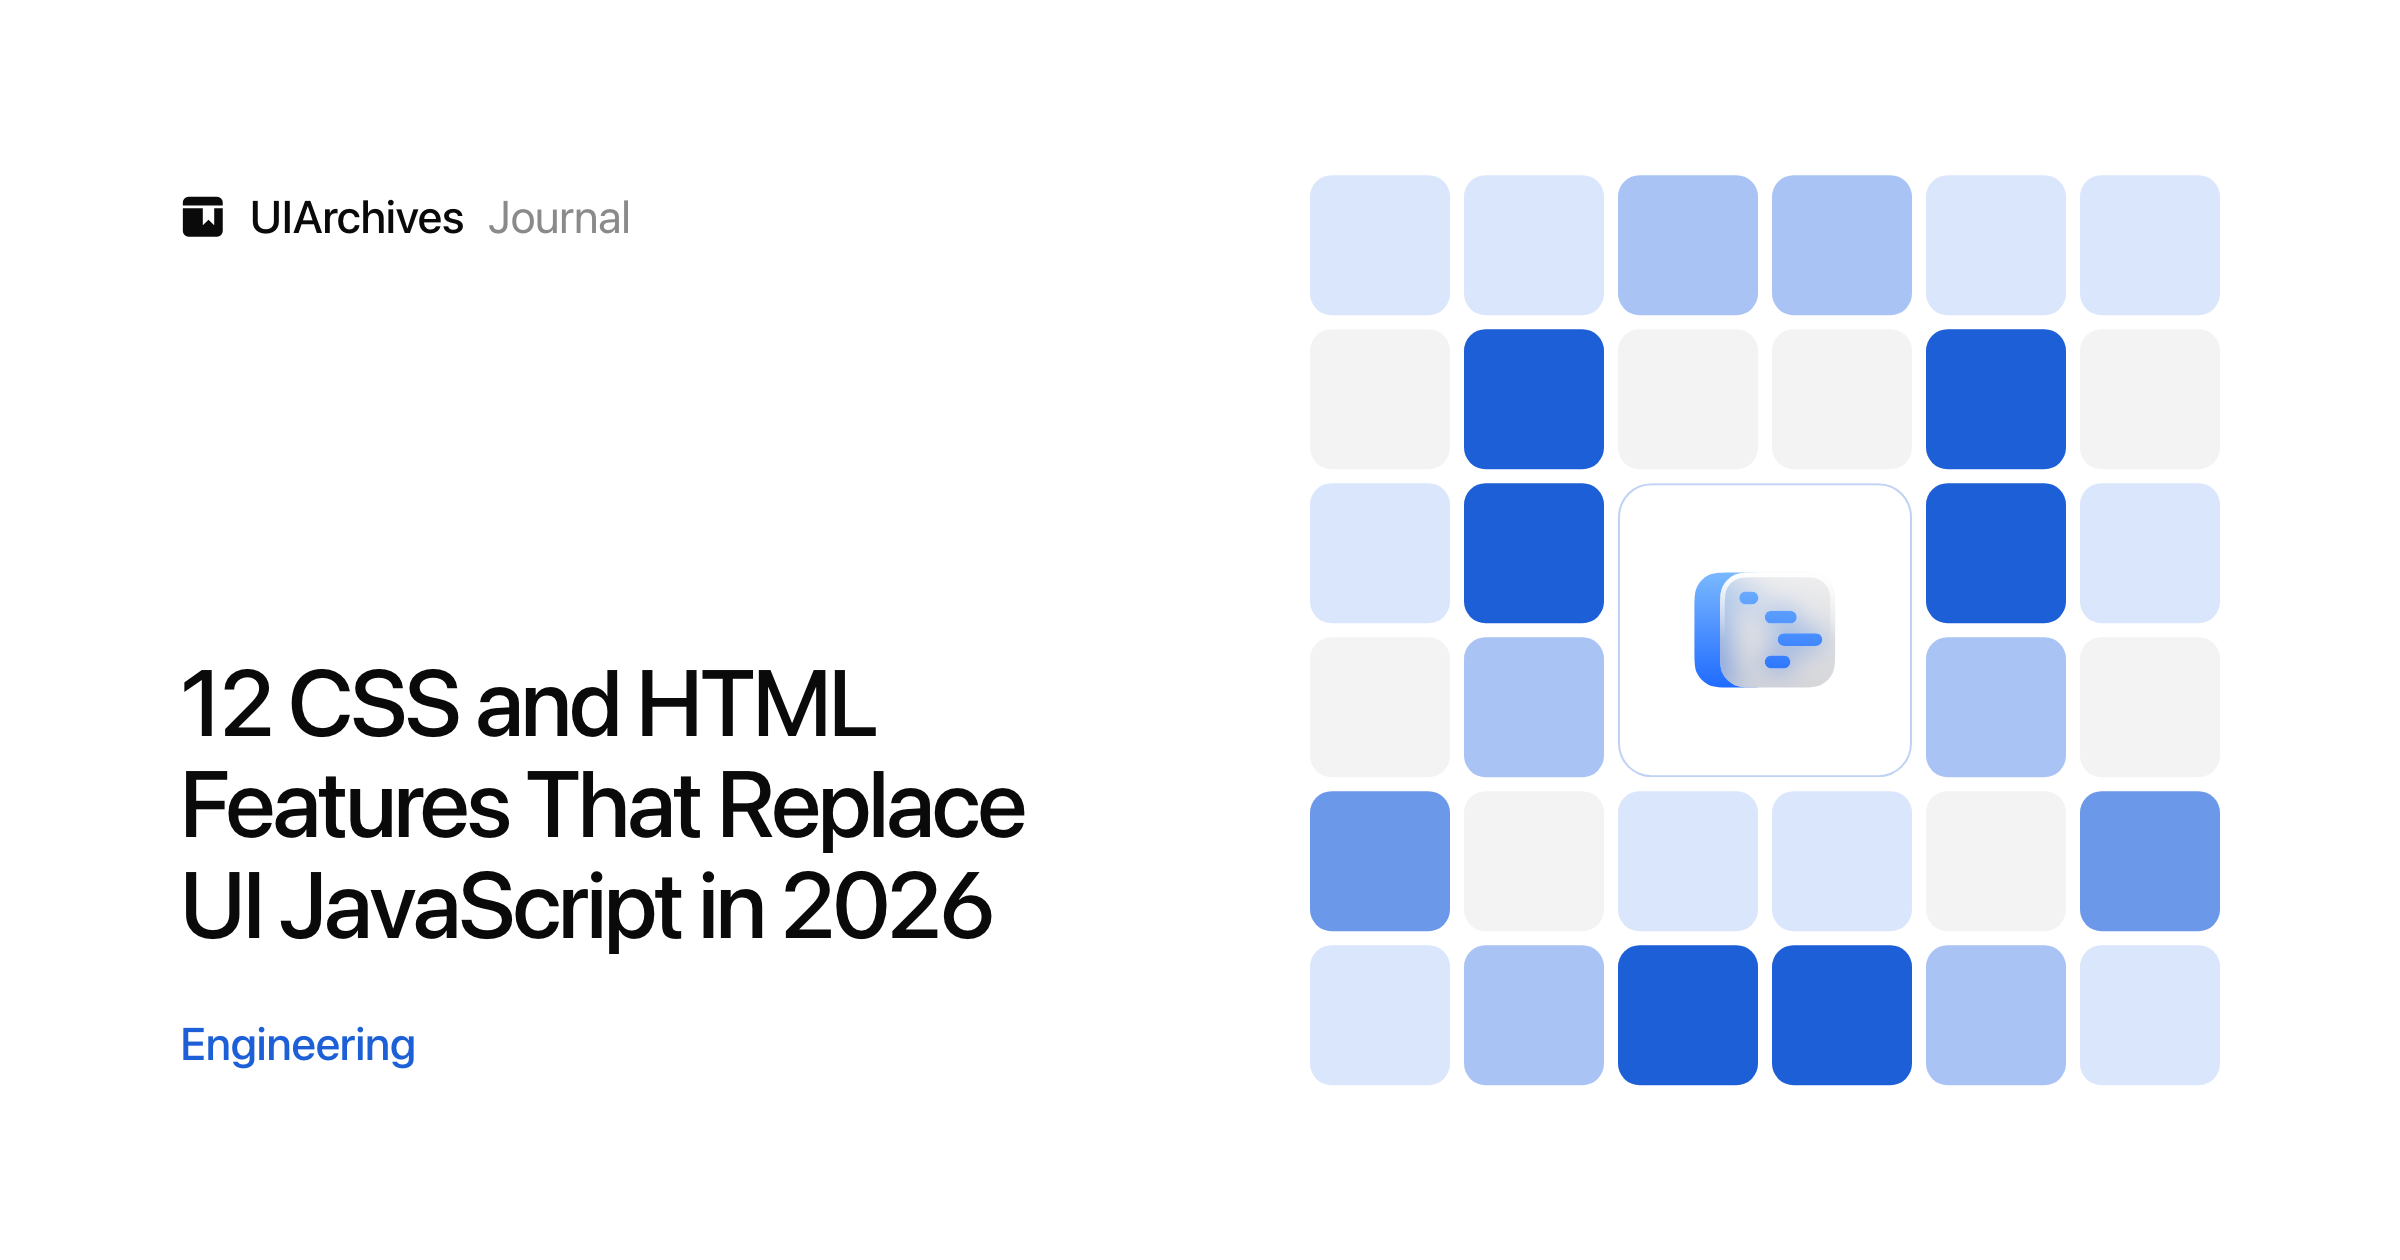 UIArchives Journal
12 CSS and HTML
Features That Replace
UI JavaScript in 2026
Engineering